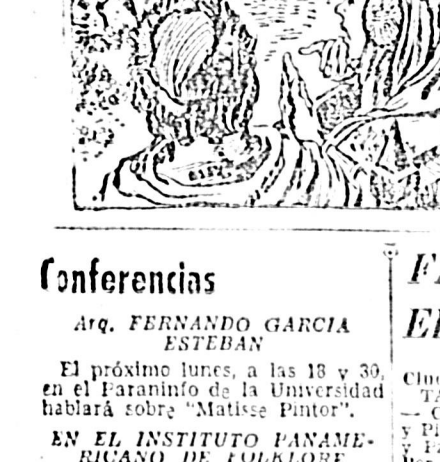 Conferencias
Arq. FERNANDO GARCIA
ESTEBAN
El próximo lunes, a las 18 y 30,
en el Paraninfo de la Universidad
hablará sobre "Matisse Pintor".
EN EL INSTITUTO PANAME-
RICANO DE FOLKLORE